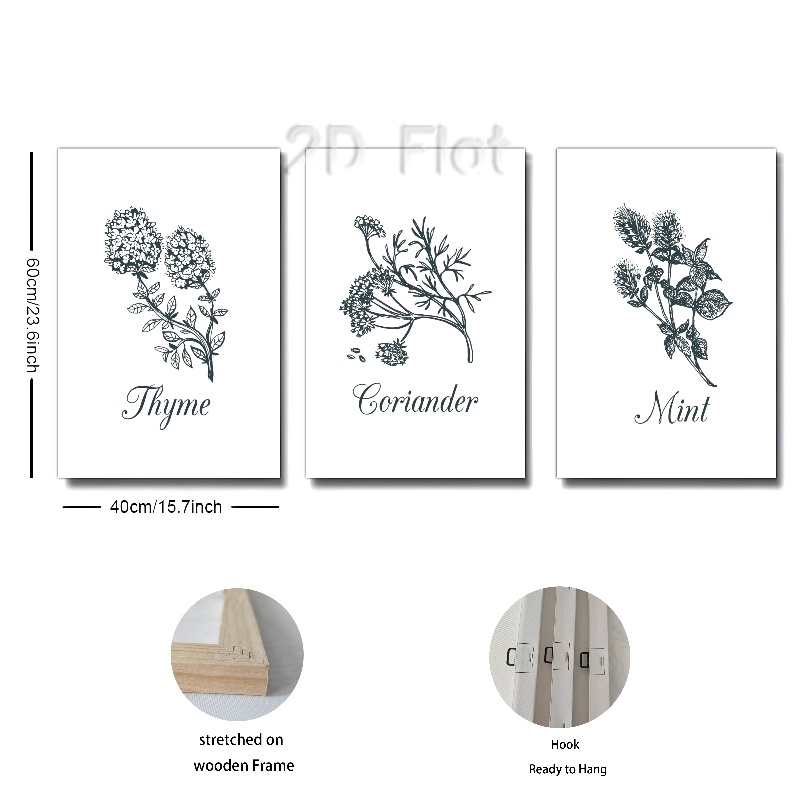 2D Flat
60cm/23.6inch
Thyme
Coriander
Mint
40cm/15.7inch
stretched on
wooden Frame
Hook
Ready to Hang